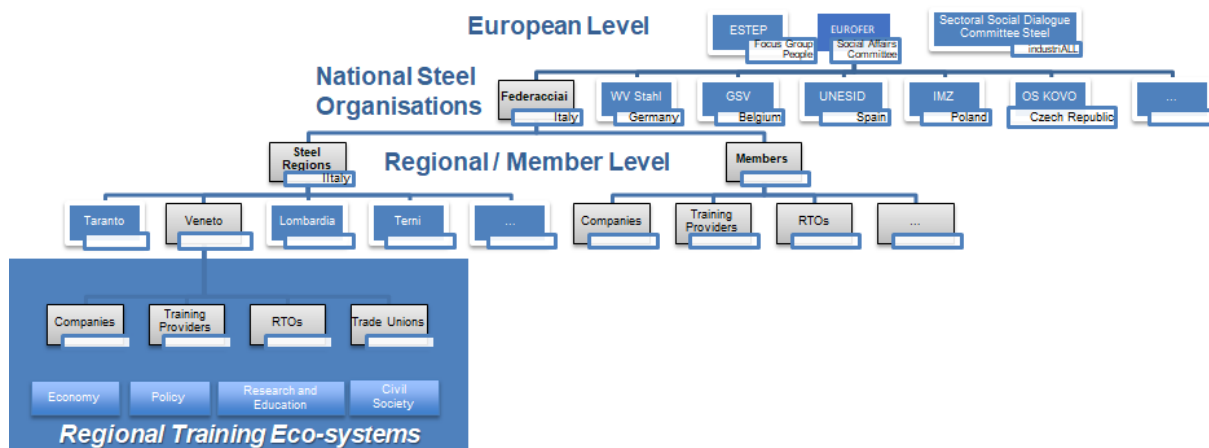 European Level
ESTEP
Focus Group
People
EUROFER
Social Affairs
Committee
Sectoral Social Dialogue
Committee Steel
industriALL
National Steel
Organisations
Federacciai
Italy
WV Stahl
Germany
GSV
Belgium
UNESID
Spain
IMZ
Poland
OS KOVO
Czech Republic
...
Steel
Regions
IItaly
Regional / Member Level
Members
Taranto
Veneto
Lombardia
Terni
...
Companies
Training
Providers
RTOs
...
Companies
Training
Providers
RTOs
Trade Unions
Economy
Policy
Research and
Education
Civil
Society
Regional Training Eco-systems